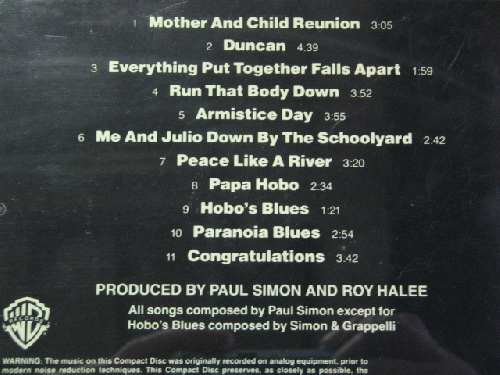 1 Mother And Child Reunion 3:05
2 Duncan 4.39
3 Everything Put Together Falls Apart 1:59
4 Run That Body Down 3.52
5 Armistice Day 3:55
6 Me And Julio Down By The Schoolyard 2:42
7 Peace Like A River 3:20
8 Papa Hobo 2:34
9 Hobo's Blues 1:21
10 Paranoia Blues 2:54
11 Congratulations 3.42
PRODUCED BY PAUL SIMON AND ROY HALEE
All songs composed by Paul Simon except for
Hobo's Blues composed by Simon & Grappelli
WB
RECORDS
WARNING. The music on this Compact Disc was originally recorded on analog equipment, prior to
modern noise reduction techniques. This Compact Disc preserves, as closely as possible, the